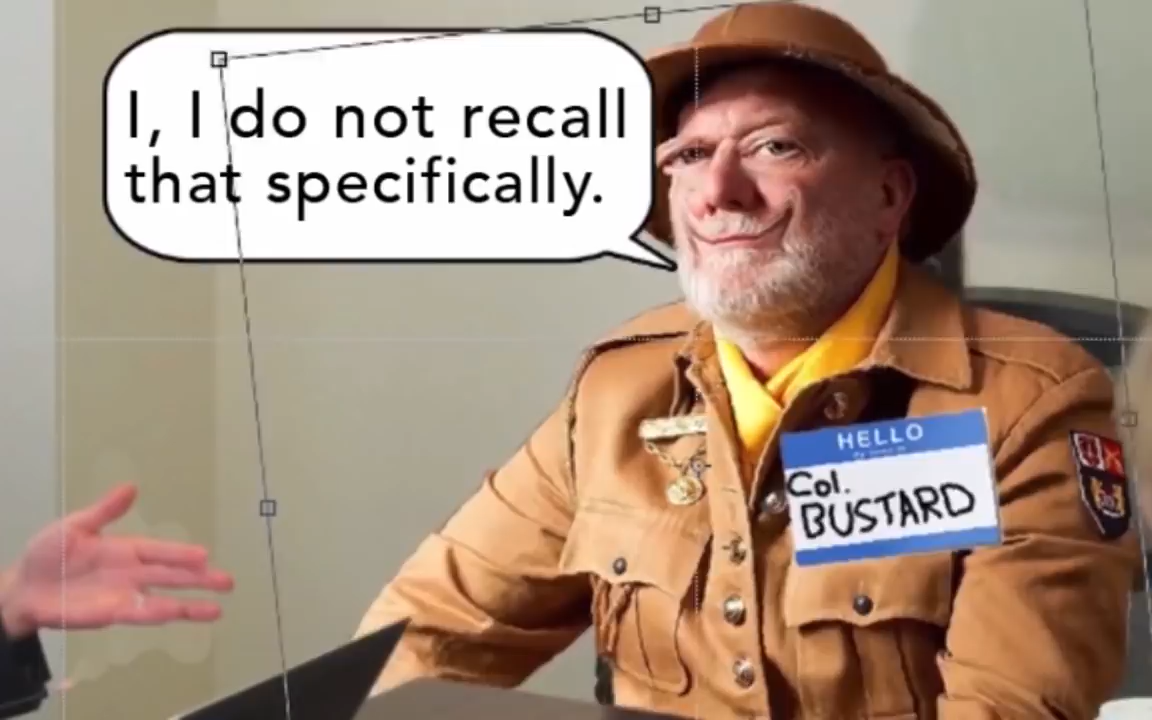 I, I do not recall
that specifically.
HELLO
Col.
BUSTARD